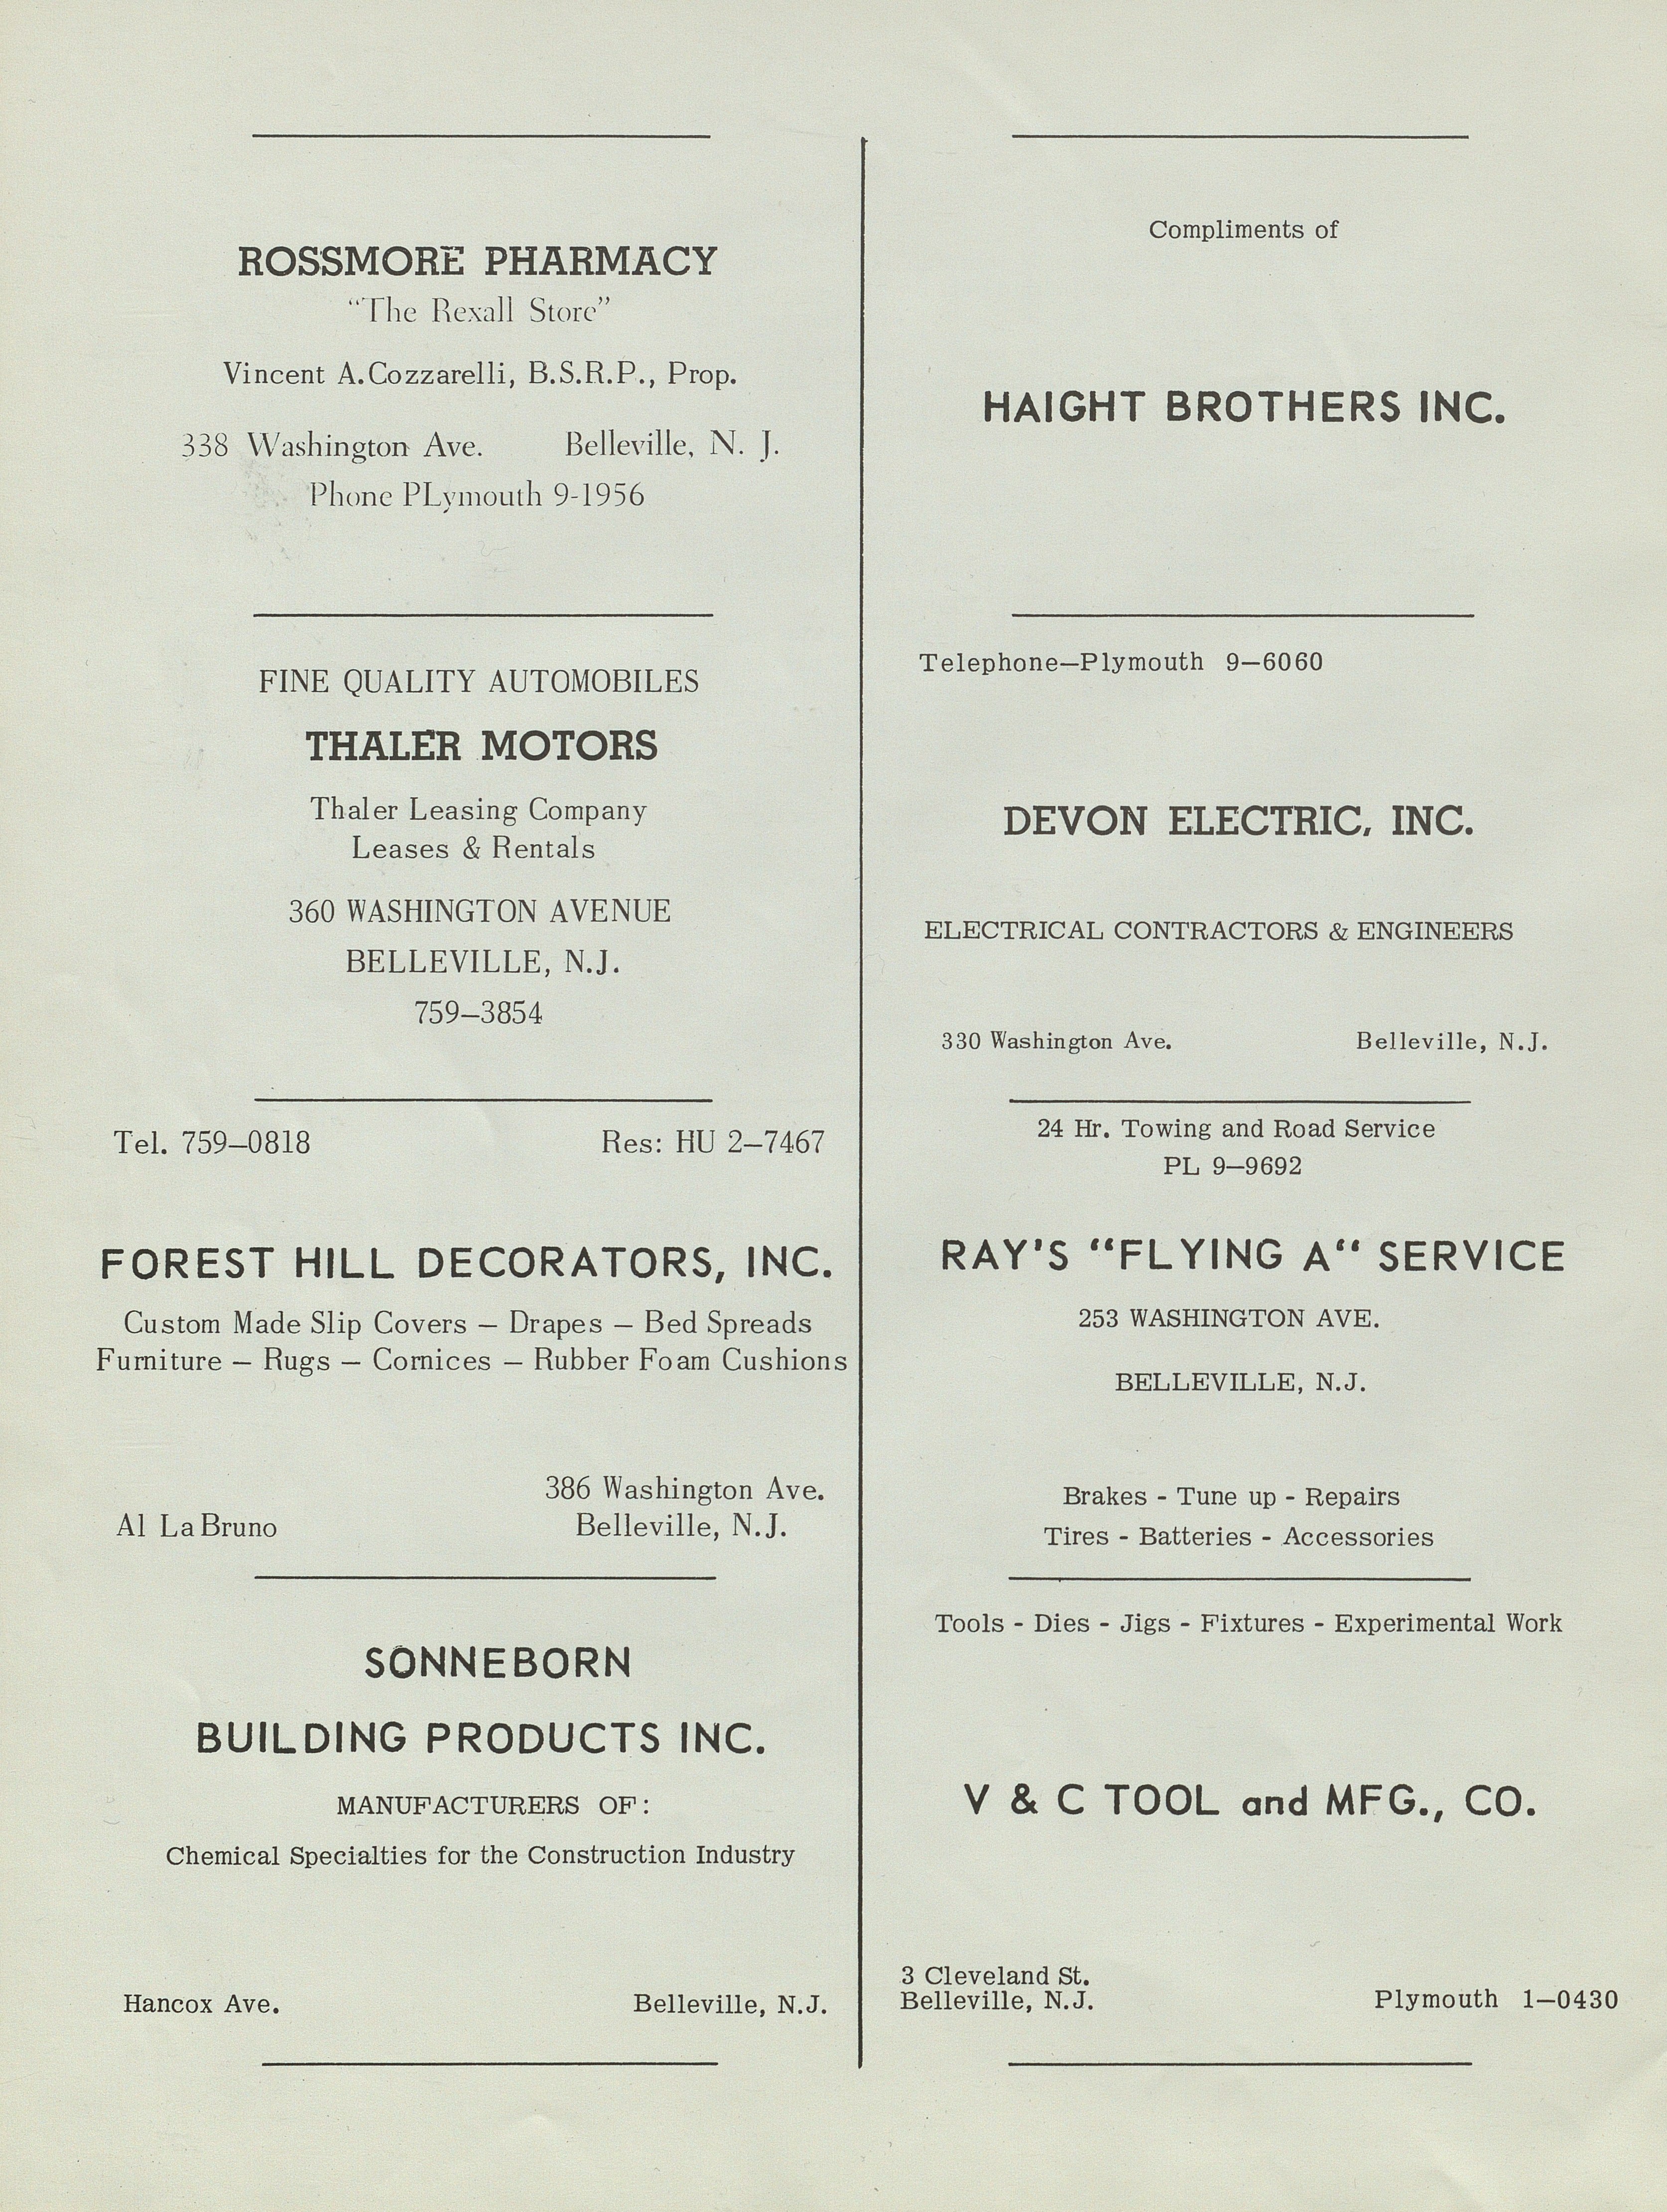 ROSSMORE PHARMACY
“The Rexall Store”
Vincent A. Cozzarelli, B.S.R.P., Prop.
338 Washington Ave. Belleville, N. J.
Phone PLymouth 9-1956
FINE QUALITY AUTOMOBILES
THALER MOTORS
Thaler Leasing Company
Leases & Rentals
360 WASHINGTON AVENUE
BELLEVILLE, N.J.
759–3854
Tel. 759–0818 Res: HU 2–7467
FOREST HILL DECORATORS, INC.
Custom Made Slip Covers – Drapes – Bed Spreads
Furniture – Rugs – Cornices – Rubber Foam Cushions
386 Washington Ave.
Al LaBruno Belleville, N.J.
SONNEBORN
BUILDING PRODUCTS INC.
MANUFACTURERS OF:
Chemical Specialties for the Construction Industry
Hancox Ave. Belleville, N.J.
Compliments of
HAIGHT BROTHERS INC.
Telephone–Plymouth 9–6060
DEVON ELECTRIC, INC.
ELECTRICAL CONTRACTORS & ENGINEERS
330 Washington Ave. Belleville, N.J.
24 Hr. Towing and Road Service
PL 9–9692
RAY'S “FLYING A“ SERVICE
253 WASHINGTON AVE.
BELLEVILLE, N.J.
Brakes - Tune up - Repairs
Tires - Batteries - Accessories
Tools - Dies - Jigs - Fixtures - Experimental Work
V & C TOOL and MFG., CO.
3 Cleveland St.
Belleville, N.J. Plymouth 1–0430